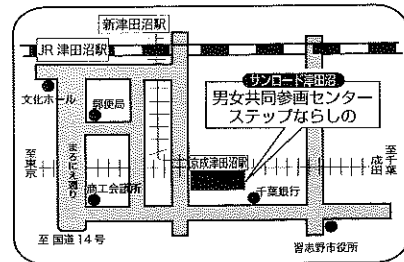 新津田沼駅
JR 津田沼駅
サンロード津田沼
男女共同参画センター
ステップならしの
文化ホール
郵便局
まろにえ通り
至東京
京成津田沼駅
至千葉
成田
商工会議所
千葉銀行
至 国道14号
習志野市役所